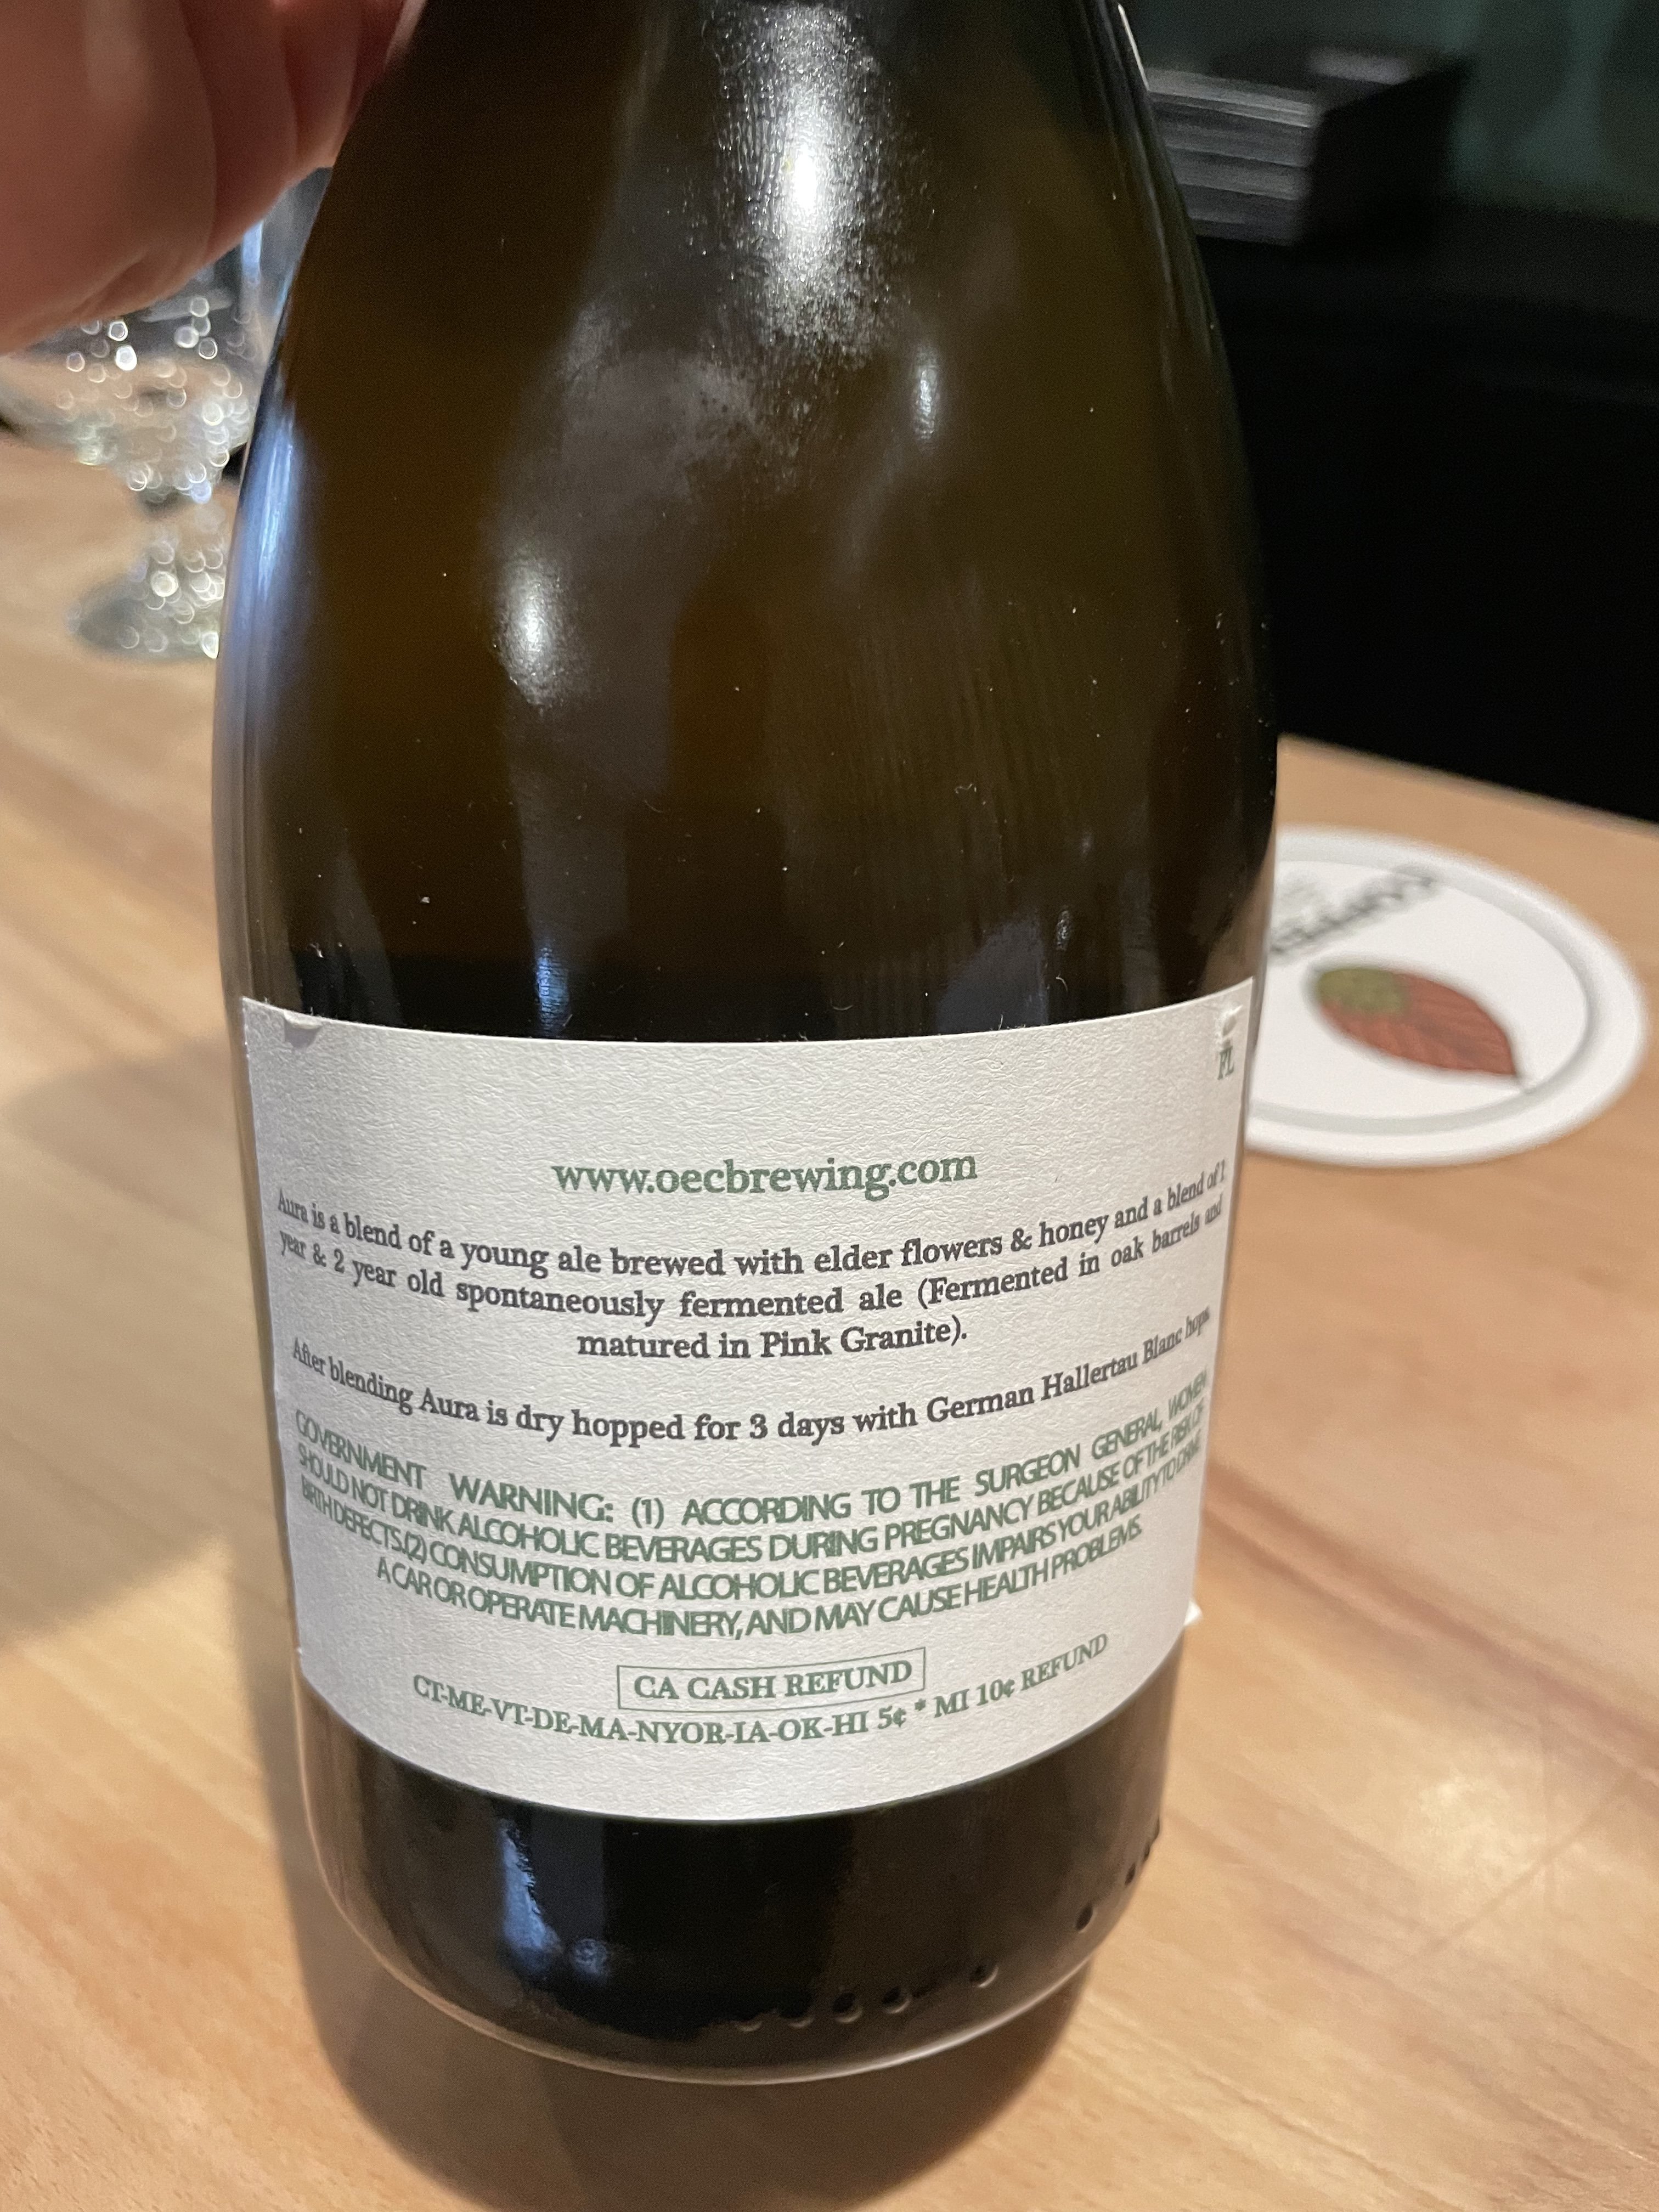 FL
www.oecbrewing.com
Aura is a blend of a young ale brewed with elder flowers & honey and a blend of 1
year & 2 year old spontaneously fermented ale (Fermented in oak barrels and
matured in Pink Granite).
After blending Aura is dry hopped for 3 days with German Hallertau Blanc hops.
GOVERNMENT WARNING: (1) ACCORDING TO THE SURGEON GENERAL, WOMEN
SHOULD NOT DRINK ALCOHOLIC BEVERAGES DURING PREGNANCY BECAUSE OF THE RISK OF
BIRTH DEFECTS.(2) CONSUMPTION OF ALCOHOLIC BEVERAGES IMPAIRS YOUR ABILITY TO DRIVE
A CAR OR OPERATE MACHINERY, AND MAY CAUSE HEALTH PROBLEMS.
CA CASH REFUND
CT-ME-VT-DE-MA-NYOR-IA-OK-HI 5¢ * MI 10¢ REFUND